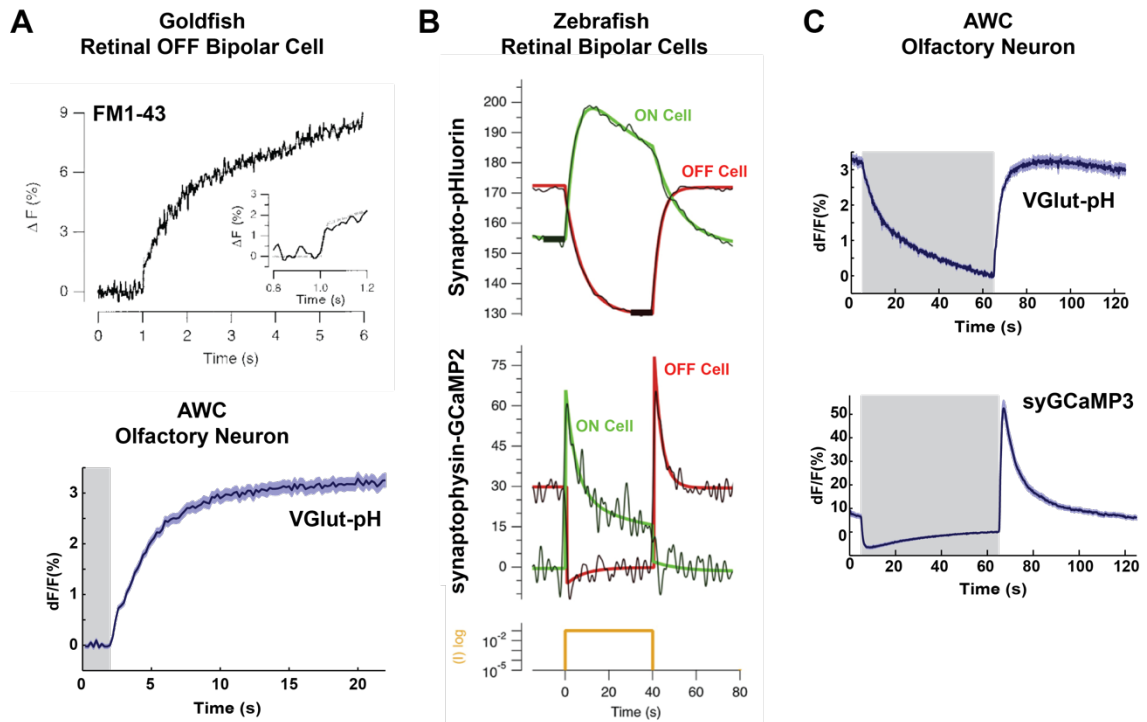 A
Goldfish
Retinal OFF Bipolar Cell
FM1-43
ΔF (%)
9
6
3
0
0 1 2 3 4 5 6
Time (s)
ΔF (%)
3
2
1
0
0.8 1.0 1.2
Time (s)
AWC
Olfactory Neuron
VGlut-pH
dF/F(%)
3
2
1
0
0 5 10 15 20
Time (s)
B
Zebrafish
Retinal Bipolar Cells
Synapto-pHluorin
200
190
180
170
160
150
140
130
ON Cell
OFF Cell
synaptophysin-GCaMP2
75
60
45
30
15
0
OFF Cell
ON Cell
(I) log
10-2
10-5
0 20 40 60 80
Time (s)
C
AWC
Olfactory Neuron
VGlut-pH
dF/F(%)
3
2
1
0
0 20 40 60 80 100 120
Time (s)
syGCaMP3
dF/F(%)
50
40
30
20
10
0
0 20 40 60 80 100 120
Time (s)